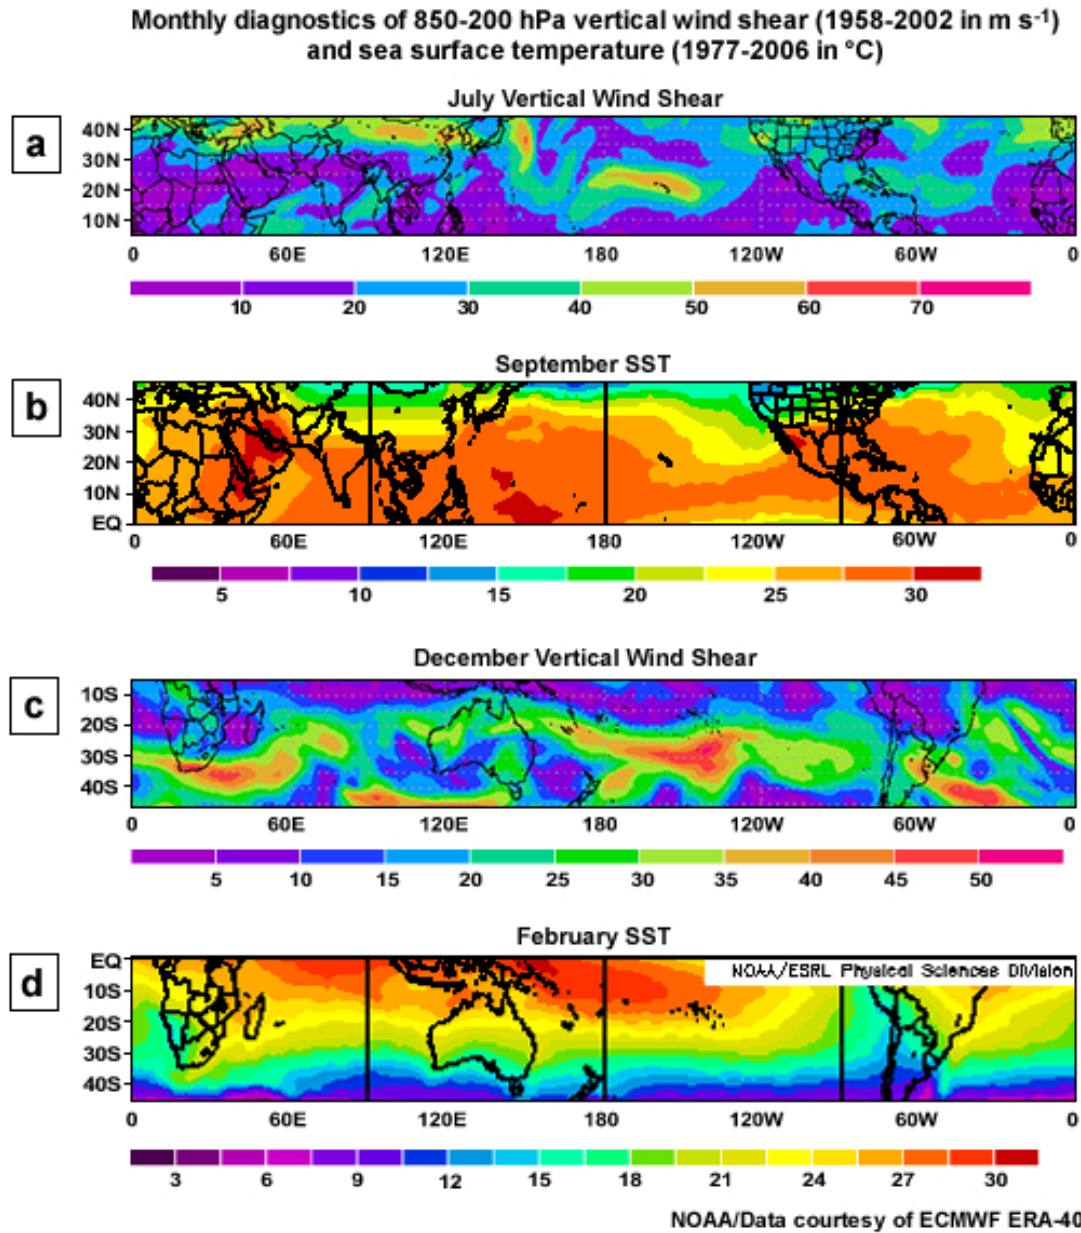 Monthly diagnostics of 850-200 hPa vertical wind shear (1958-2002 in m s-1)
and sea surface temperature (1977-2006 in °C)
July Vertical Wind Shear
a
40N
30N
20N
10N
0 60E 120E 180 120W 60W 0
10 20 30 40 50 60 70
September SST
b
40N
30N
20N
10N
EQ
0 60E 120E 180 120W 60W 0
5 10 15 20 25 30
December Vertical Wind Shear
c
10S
20S
30S
40S
0 60E 120E 180 120W 60W 0
5 10 15 20 25 30 35 40 45 50
February SST
d
EQ
NOAA/ESRL Physical Sciences Division
10S
20S
30S
40S
0 60E 120E 180 120W 60W 0
3 6 9 12 15 18 21 24 27 30
NOAA/Data courtesy of ECMWF ERA-40